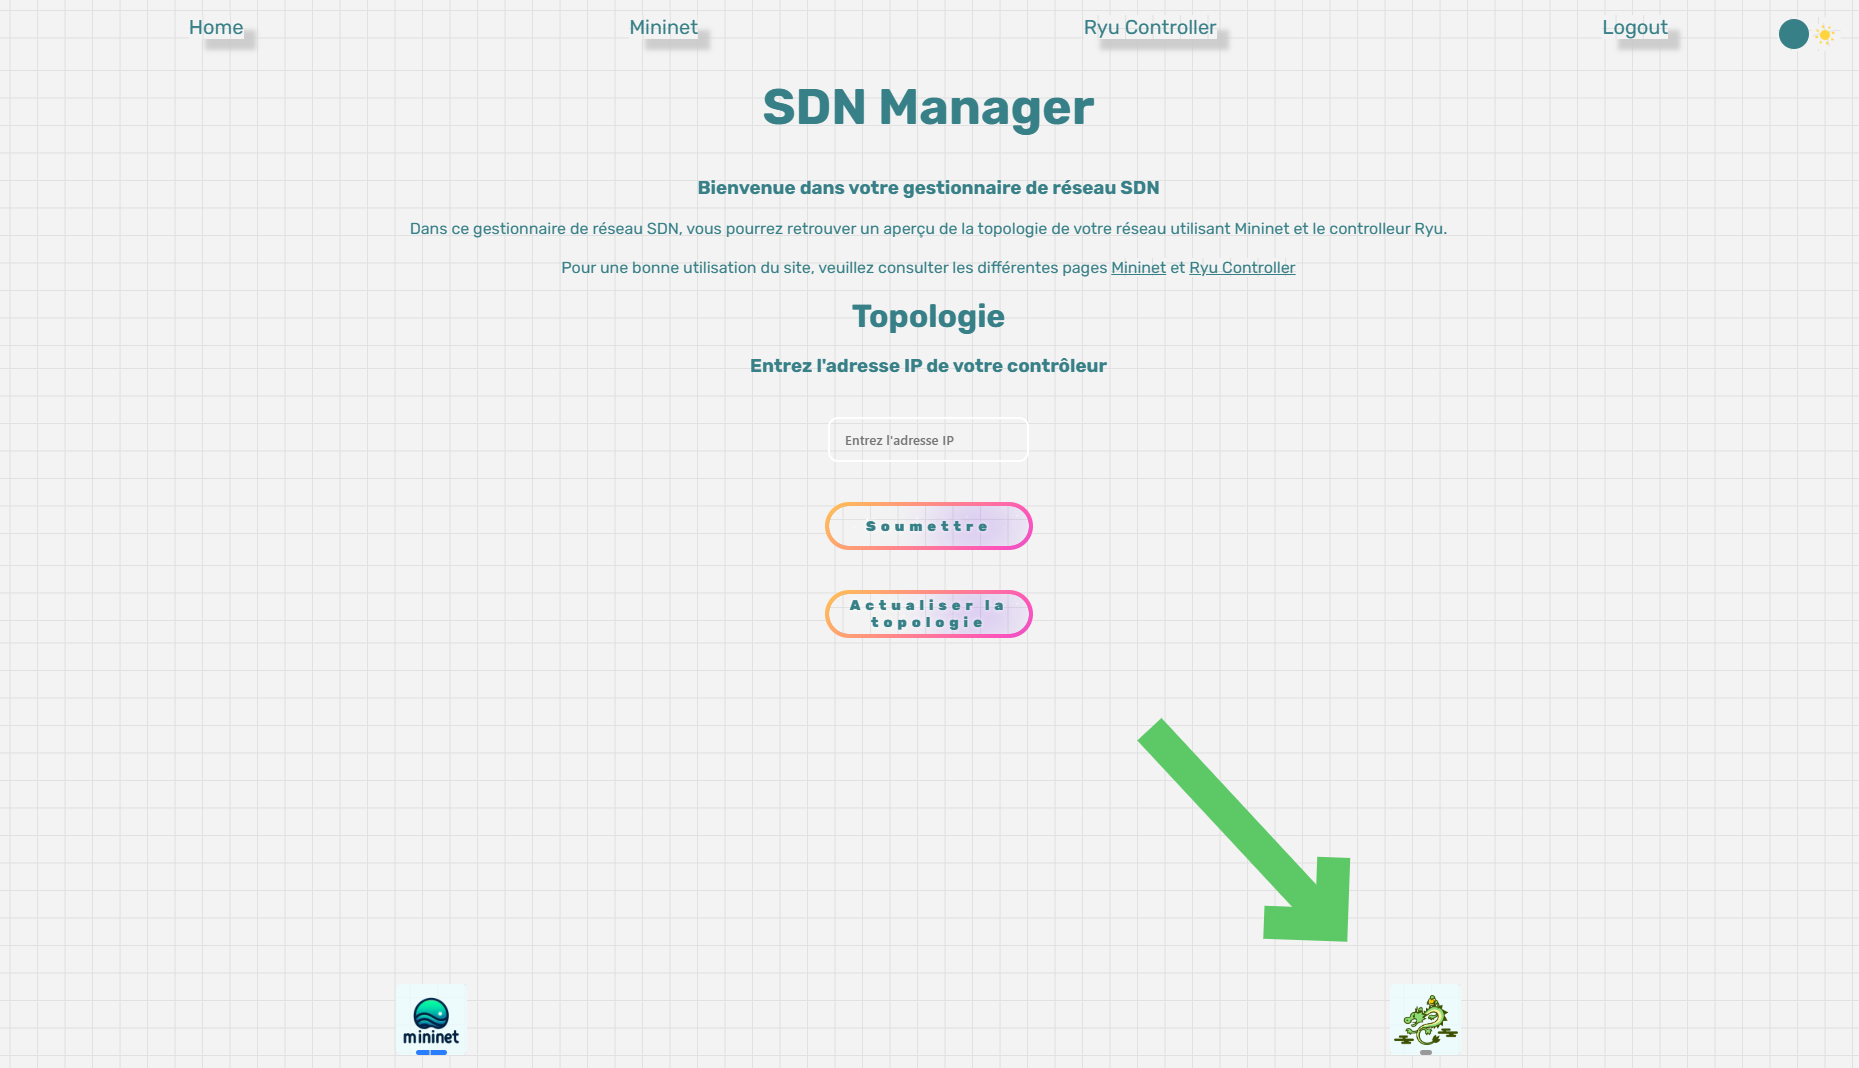 Home
Mininet
Ryu Controller
Logout
SDN Manager
Bienvenue dans votre gestionnaire de réseau SDN
Dans ce gestionnaire de réseau SDN, vous pourrez retrouver un aperçu de la topologie de votre réseau utilisant Mininet et le controlleur Ryu.
Pour une bonne utilisation du site, veuillez consulter les différentes pages Mininet et Ryu Controller
Topologie
Entrez l'adresse IP de votre contrôleur
Entrez l'adresse IP
Soumettre
Actualiser la
topologie
mininet